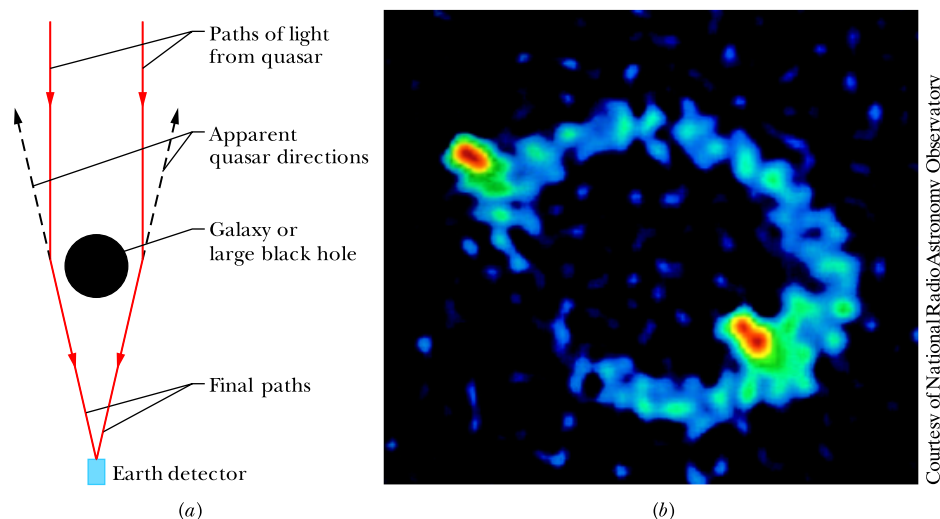 Paths of light
from quasar
Apparent
quasar directions
Galaxy or
large black hole
Final paths
Earth detector
(a)
(b)
Courtesy of National Radio Astronomy Observatory